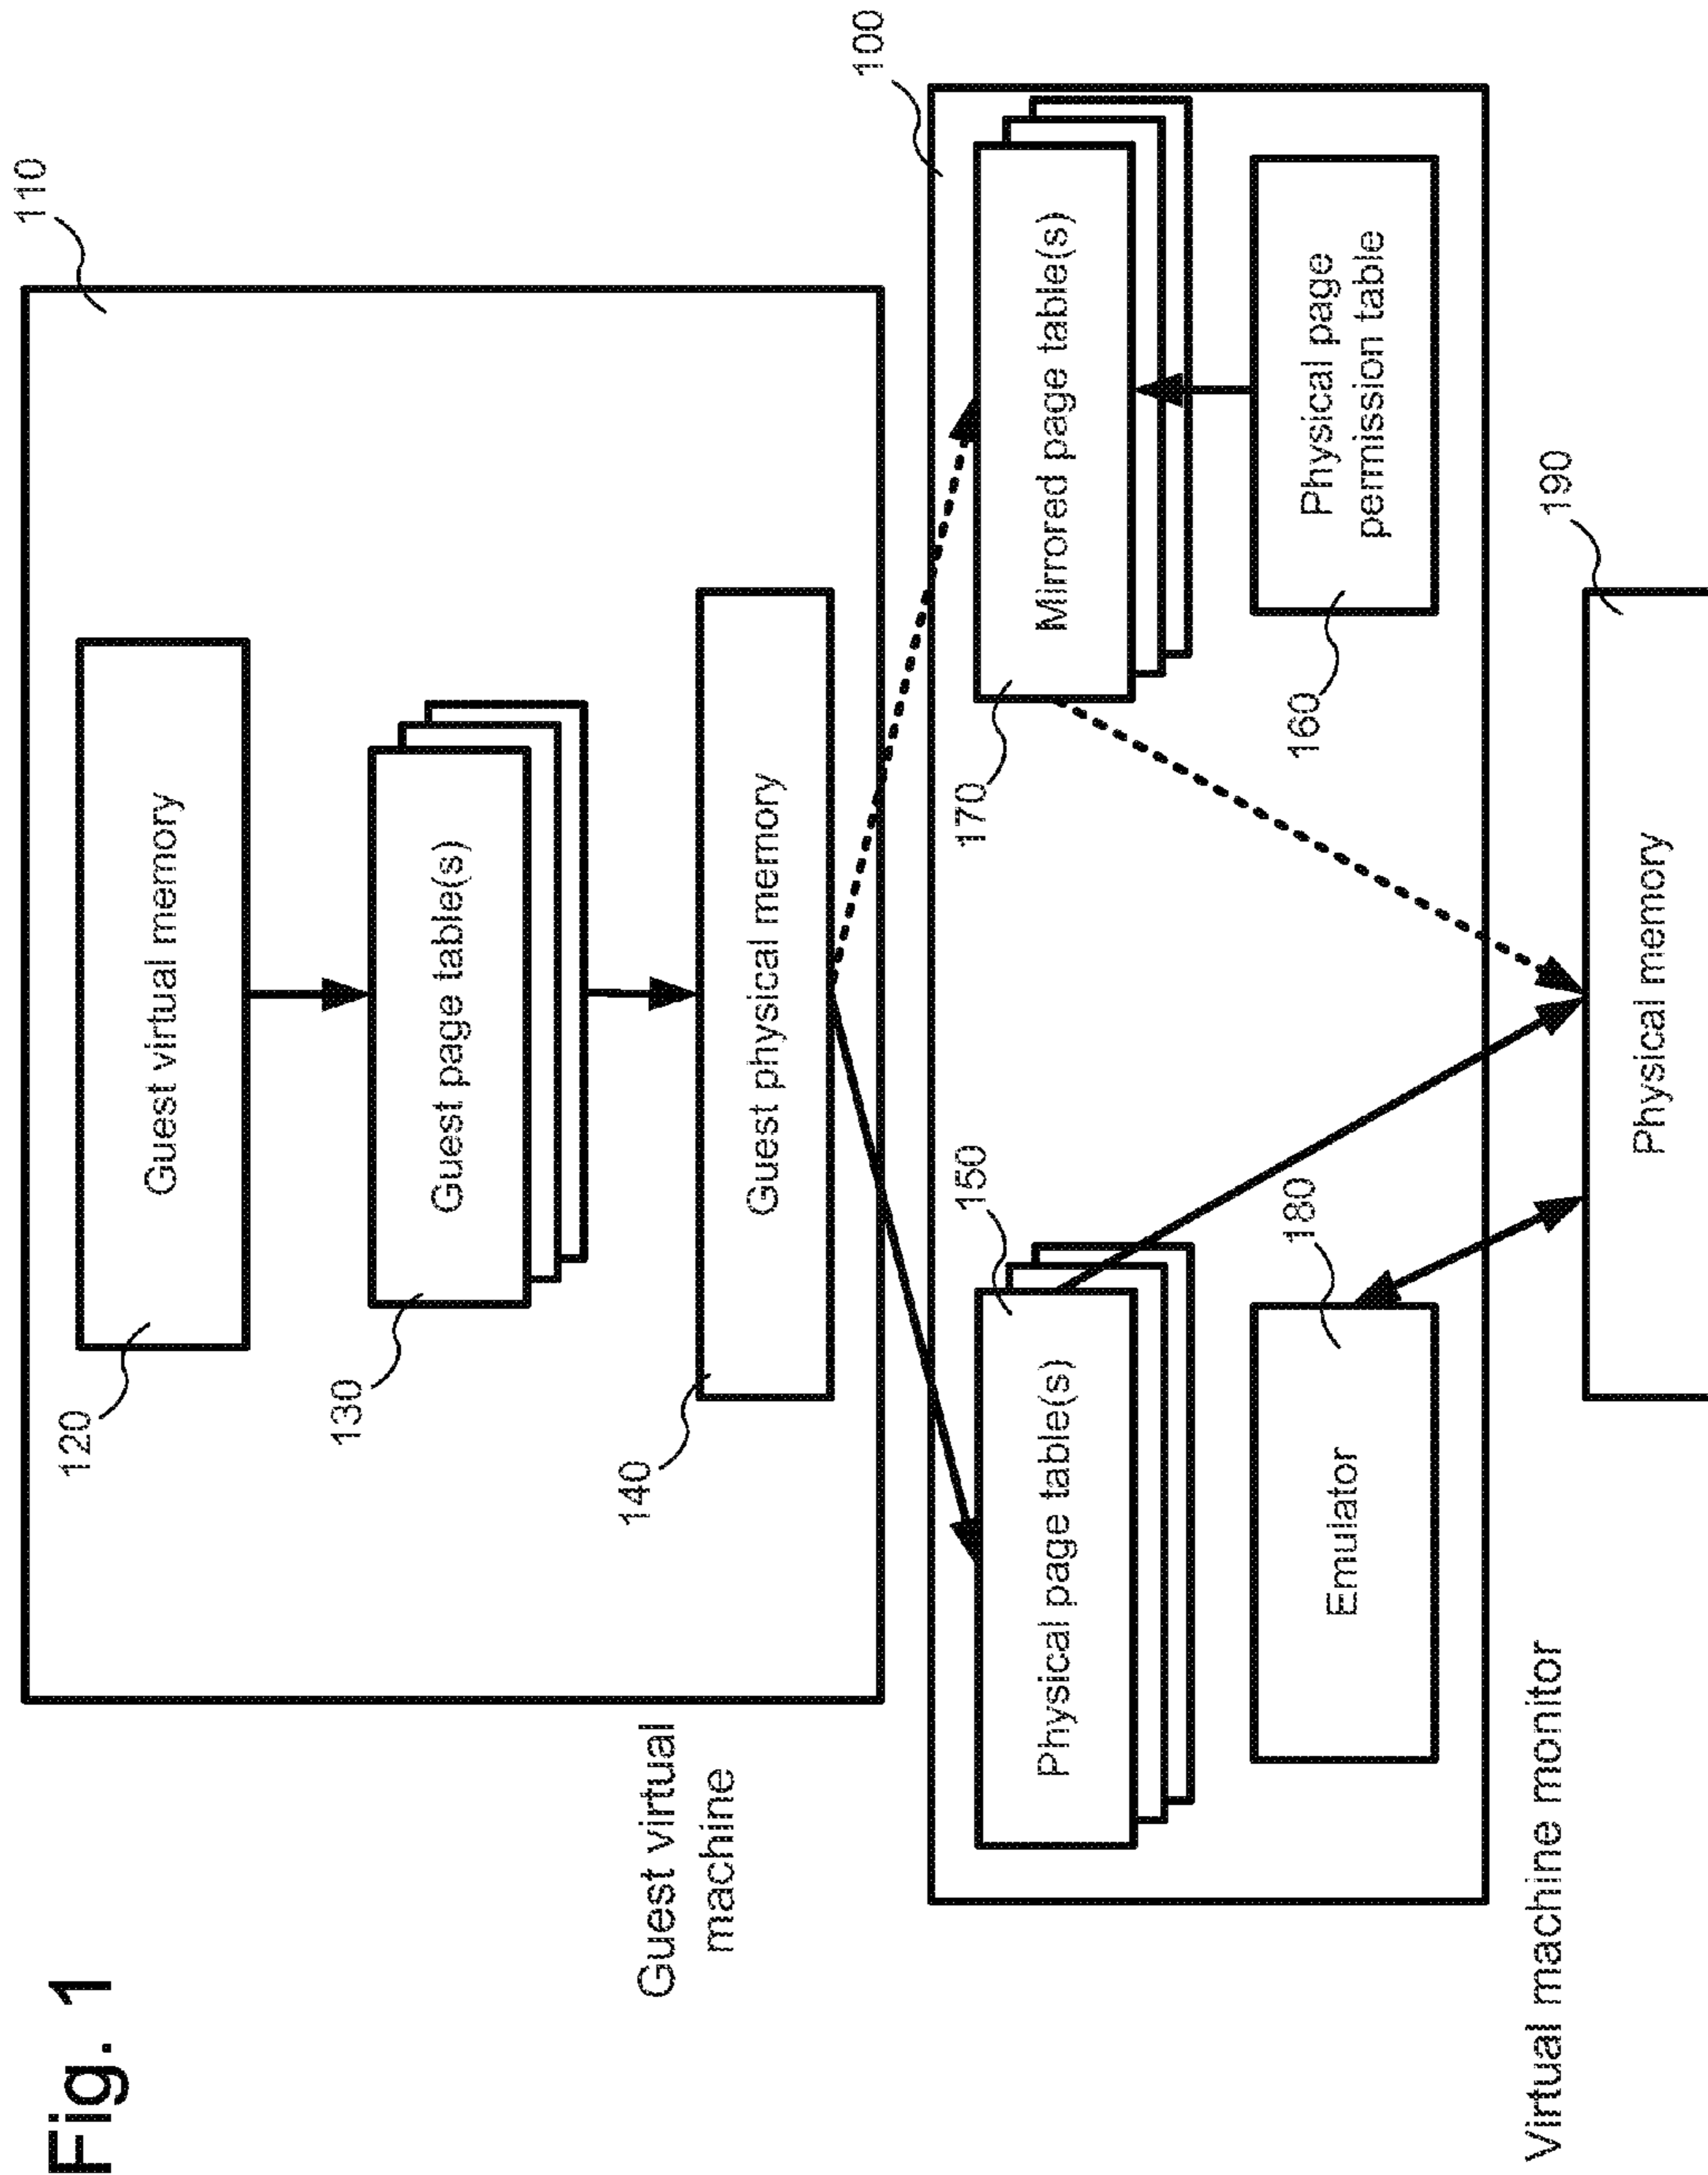 Fig. 1
110
120
Guest virtual memory
130
Guest page table(s)
Guest virtual
machine
140
Guest physical memory
100
150
Physical page table(s)
170
Mirrored page table(s)
180
Emulator
160
Physical page
permission table
Virtual machine monitor
190
Physical memory